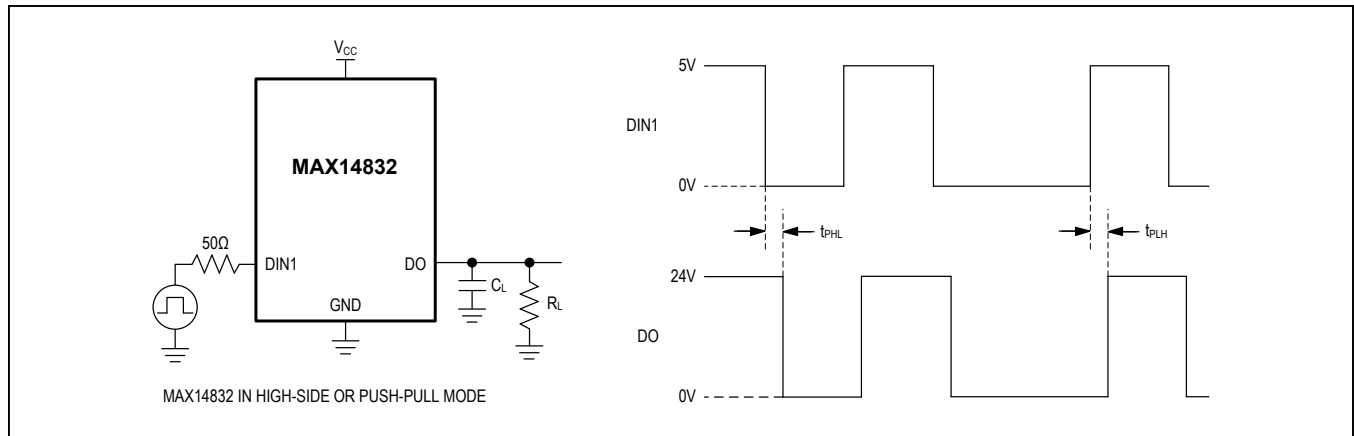 VCC
MAX14832
50Ω
DIN1
DO
GND
CL
RL
MAX14832 IN HIGH-SIDE OR PUSH-PULL MODE
5V
DIN1
0V
tPHL
tPLH
24V
DO
0V